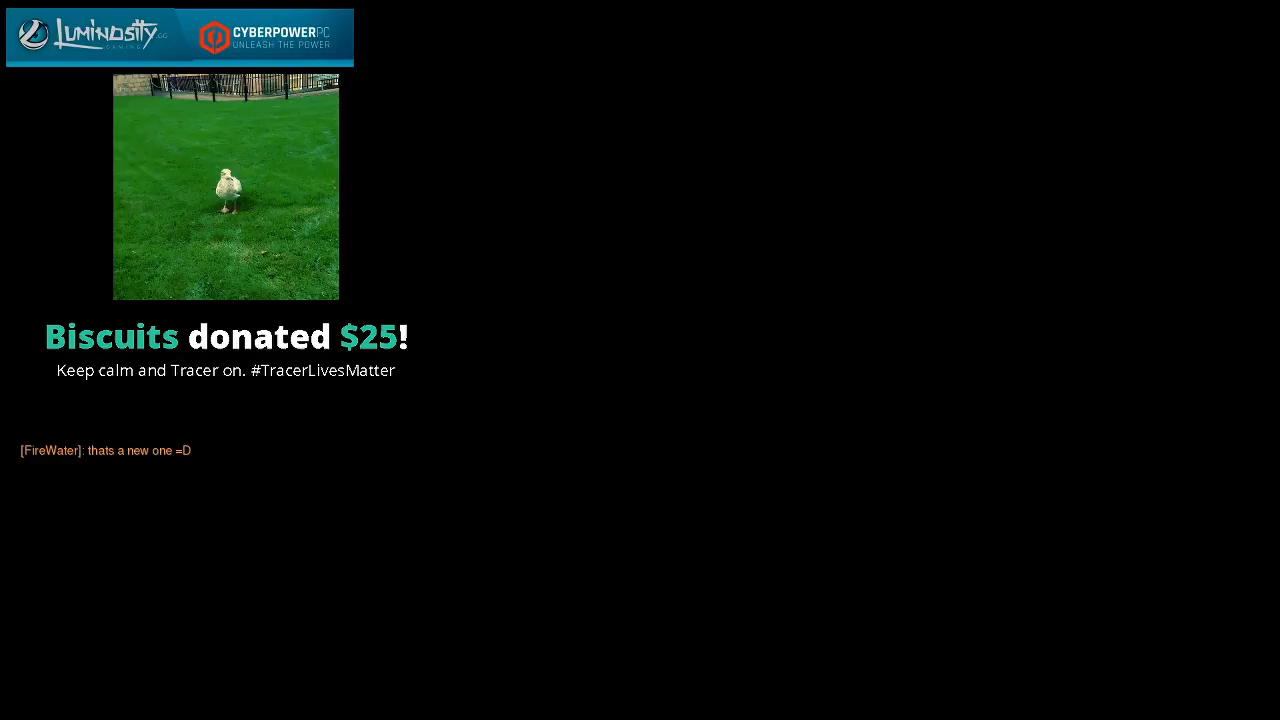 LUMINOSITY.GG
GAMING
CYBERPOWERPC
UNLEASH THE POWER
Biscuits donated $25!
Keep calm and Tracer on. #TracerLivesMatter
[FireWater]: thats a new one =D